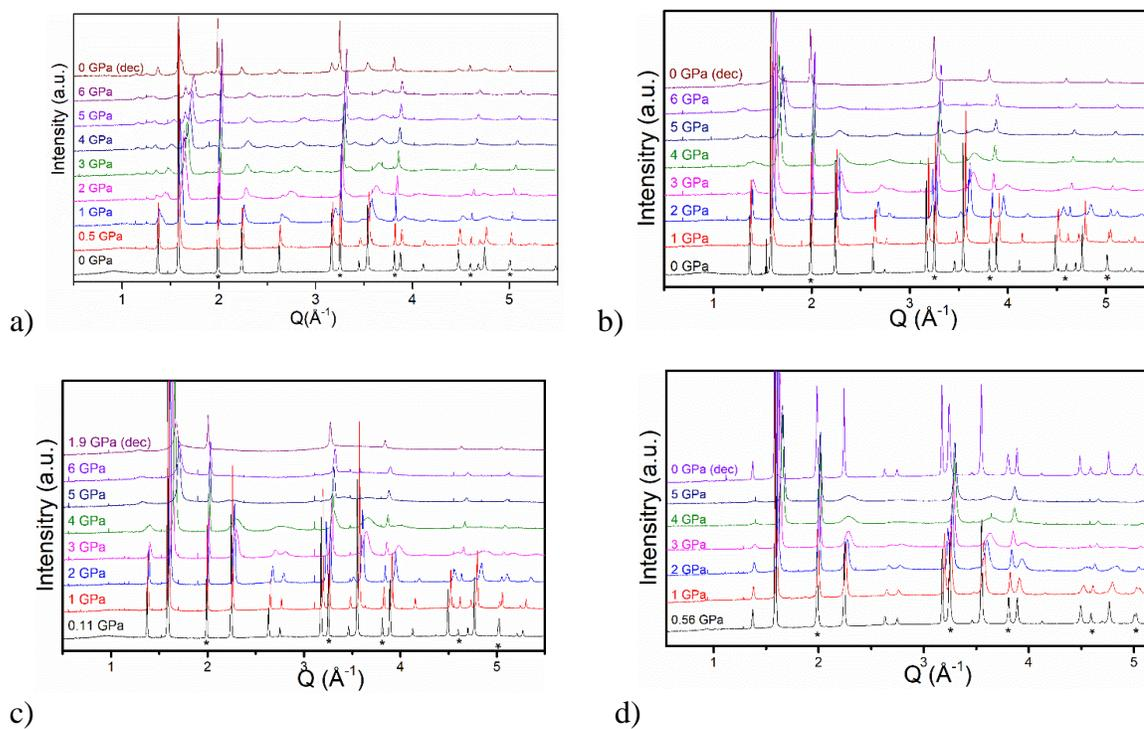 Intensity (a.u.)
0 GPa (dec)
6 GPa
5 GPa
4 GPa
3 GPa
2 GPa
1 GPa
0.5 GPa
0 GPa
* * * * *
1 2 3 4 5
Q(Å⁻¹)
a)
Intensitry (a.u.)
0 GPa (dec)
6 GPa
5 GPa
4 GPa
3 GPa
2 GPa
1 GPa
0 GPa
* * * * *
1 2 3 4 5
Q (Å⁻¹)
b)
Intensitry (a.u.)
1.9 GPa (dec)
6 GPa
5 GPa
4 GPa
3 GPa
2 GPa
1 GPa
0.11 GPa
* * * * *
1 2 3 4 5
Q (Å⁻¹)
c)
Intensitry (a.u.)
0 GPa (dec)
5 GPa
4 GPa
3 GPa
2 GPa
1 GPa
0.56 GPa
* * * * *
1 2 3 4 5
Q (Å⁻¹)
d)